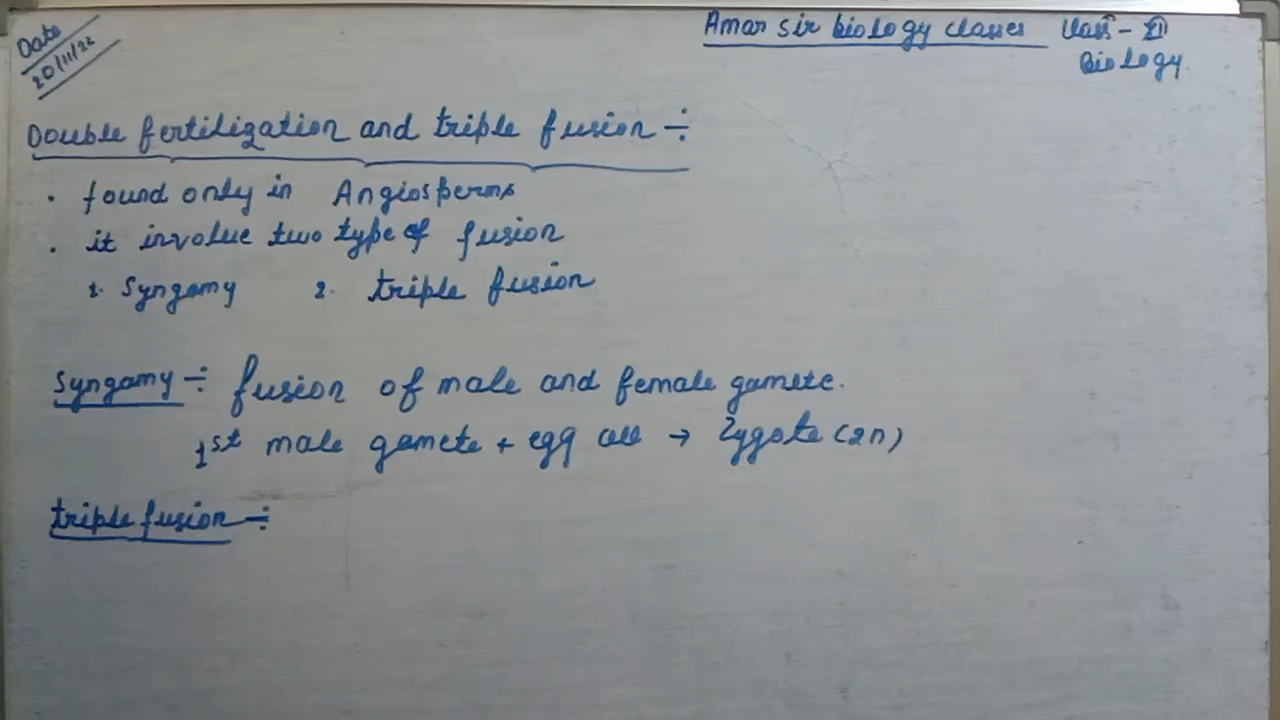 Date
20/11/22
Amar sir biology classes Class - XII
Biology.
Double fertilization and triple fusion ÷
· found only in Angiosperms
· it involve two type of fusion
1. Syngamy 2. triple fusion
Syngamy ÷ fusion of male and female gamete.
1st male gamete + egg cell → Zygote (2n)
triple fusion ÷